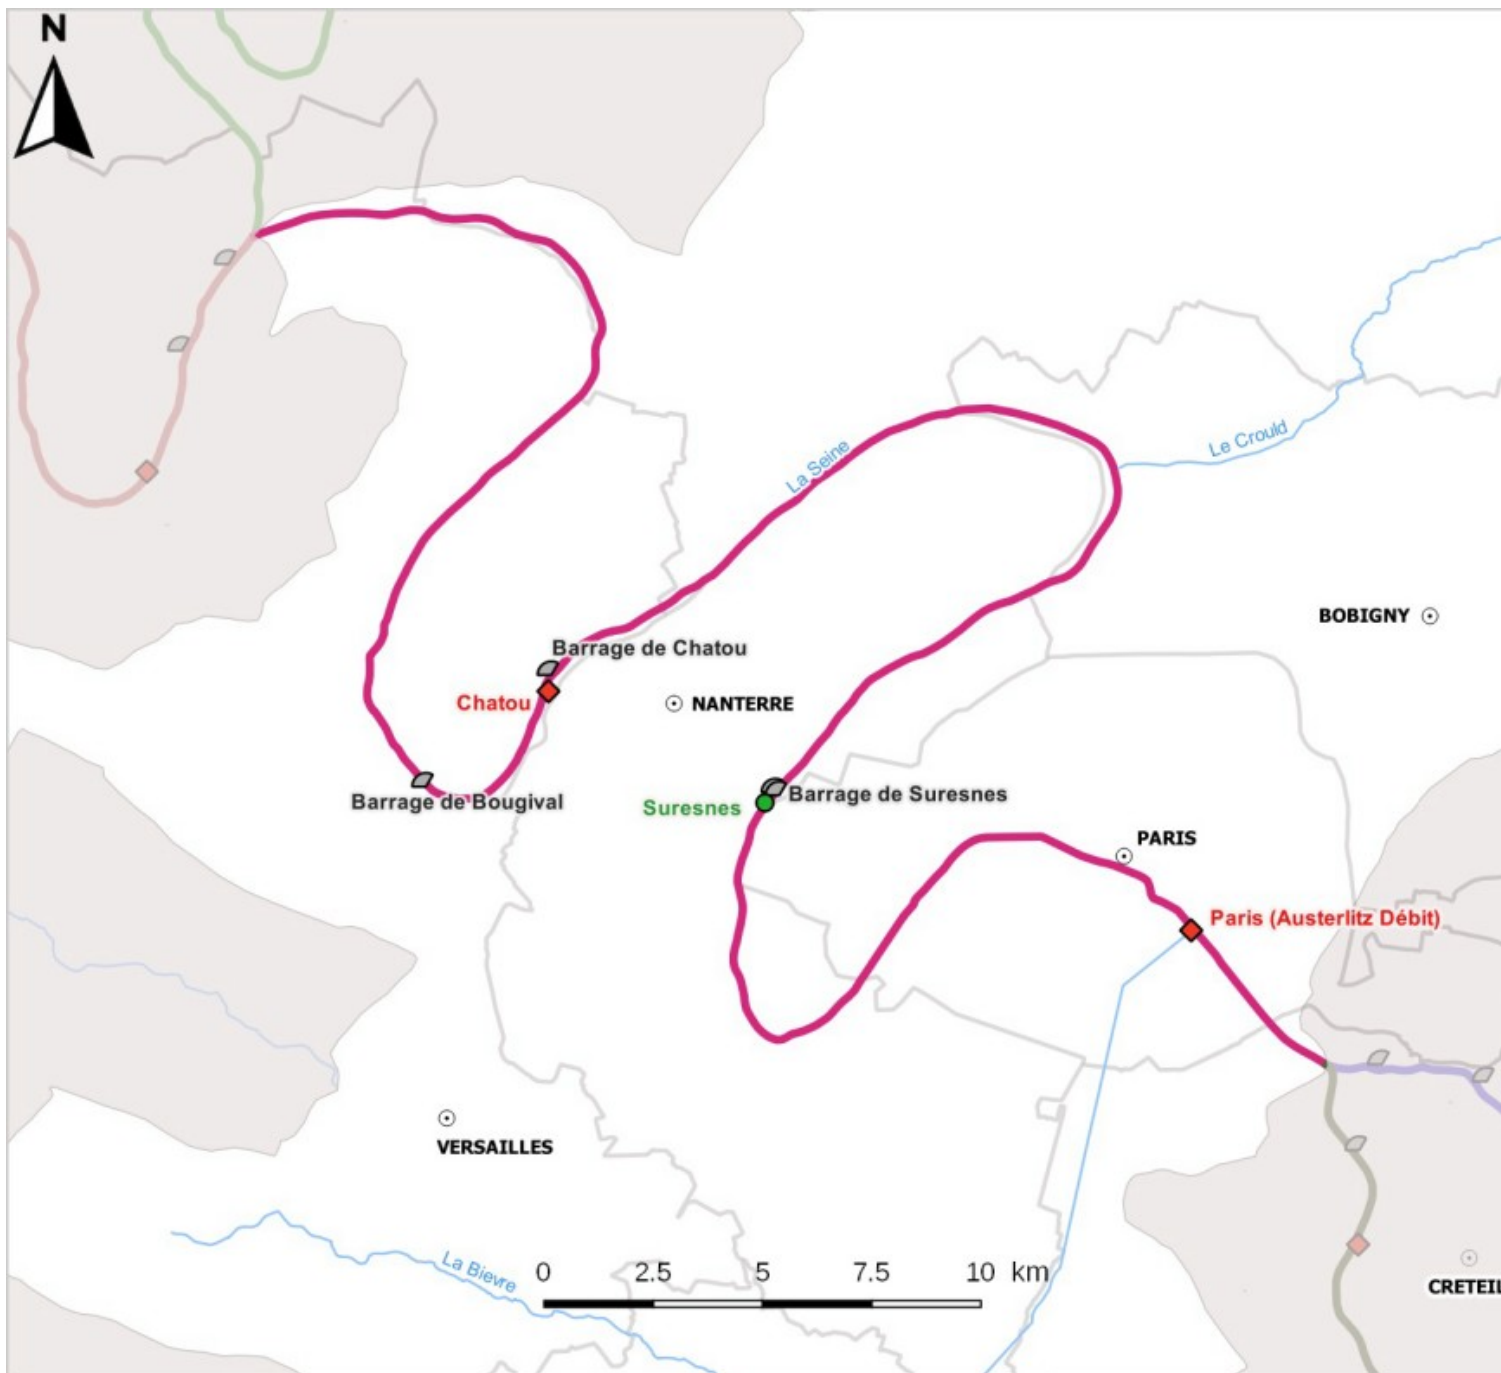 N
Le Crould
La Seine
BOBIGNY
Barrage de Chatou
Chatou
NANTERRE
Barrage de Bougival
Suresnes
Barrage de Suresnes
PARIS
Paris (Austerlitz Débit)
VERSAILLES
La Bievre
0 2.5 5 7.5 10 km
CRETEIL